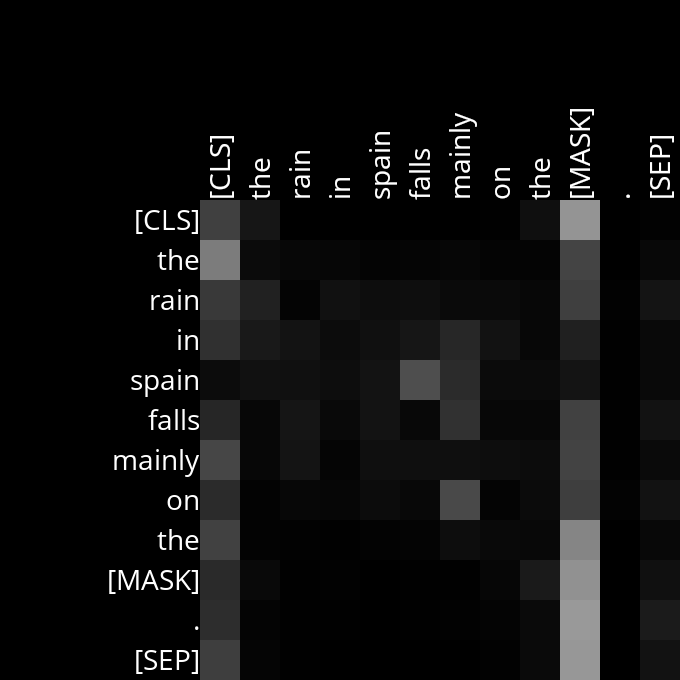 [CLS] the rain in spain falls mainly on the [MASK] . [SEP]
[CLS]
the
rain
in
spain
falls
mainly
on
the
[MASK]
.
[SEP]